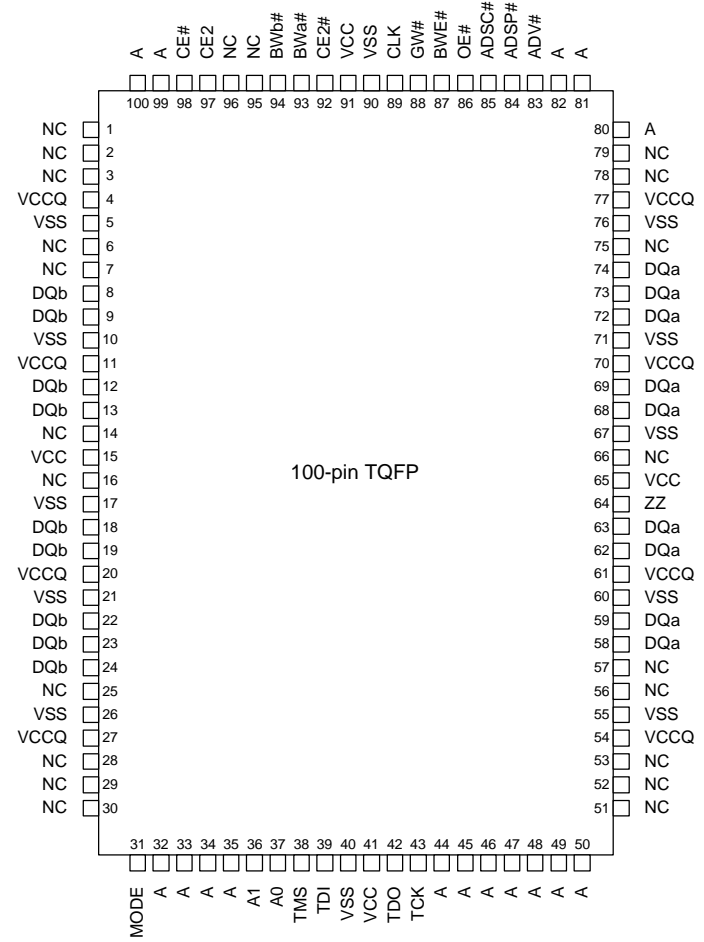 A A CE# CE2 NC NC BWb# BWa# CE2# VCC VSS CLK GW# BWE# OE# ADSC# ADSP# ADV# A A
100 99 98 97 96 95 94 93 92 91 90 89 88 87 86 85 84 83 82 81
NC 1 80 A
NC 2 79 NC
NC 3 78 NC
VCCQ 4 77 VCCQ
VSS 5 76 VSS
NC 6 75 NC
NC 7 74 DQa
DQb 8 73 DQa
DQb 9 72 DQa
VSS 10 71 VSS
VCCQ 11 70 VCCQ
DQb 12 69 DQa
DQb 13 68 DQa
NC 14 67 VSS
VCC 15 66 NC
100-pin TQFP
NC 16 65 VCC
VSS 17 64 ZZ
DQb 18 63 DQa
DQb 19 62 DQa
VCCQ 20 61 VCCQ
VSS 21 60 VSS
DQb 22 59 DQa
DQb 23 58 DQa
DQb 24 57 NC
NC 25 56 NC
VSS 26 55 VSS
VCCQ 27 54 VCCQ
NC 28 53 NC
NC 29 52 NC
NC 30 51 NC
31 32 33 34 35 36 37 38 39 40 41 42 43 44 45 46 47 48 49 50
MODE A A A A A1 A0 TMS TDI VSS VCC TDO TCK A A A A A A A